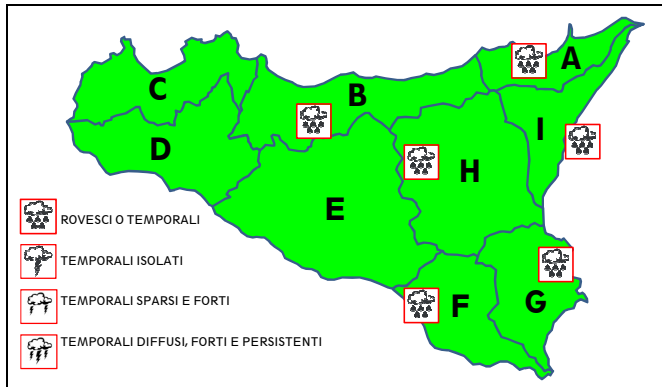 A
C
B
I
D
H
E
ROVESCI O TEMPORALI
TEMPORALI ISOLATI
G
F
TEMPORALI SPARSI E FORTI
TEMPORALI DIFFUSI, FORTI E PERSISTENTI